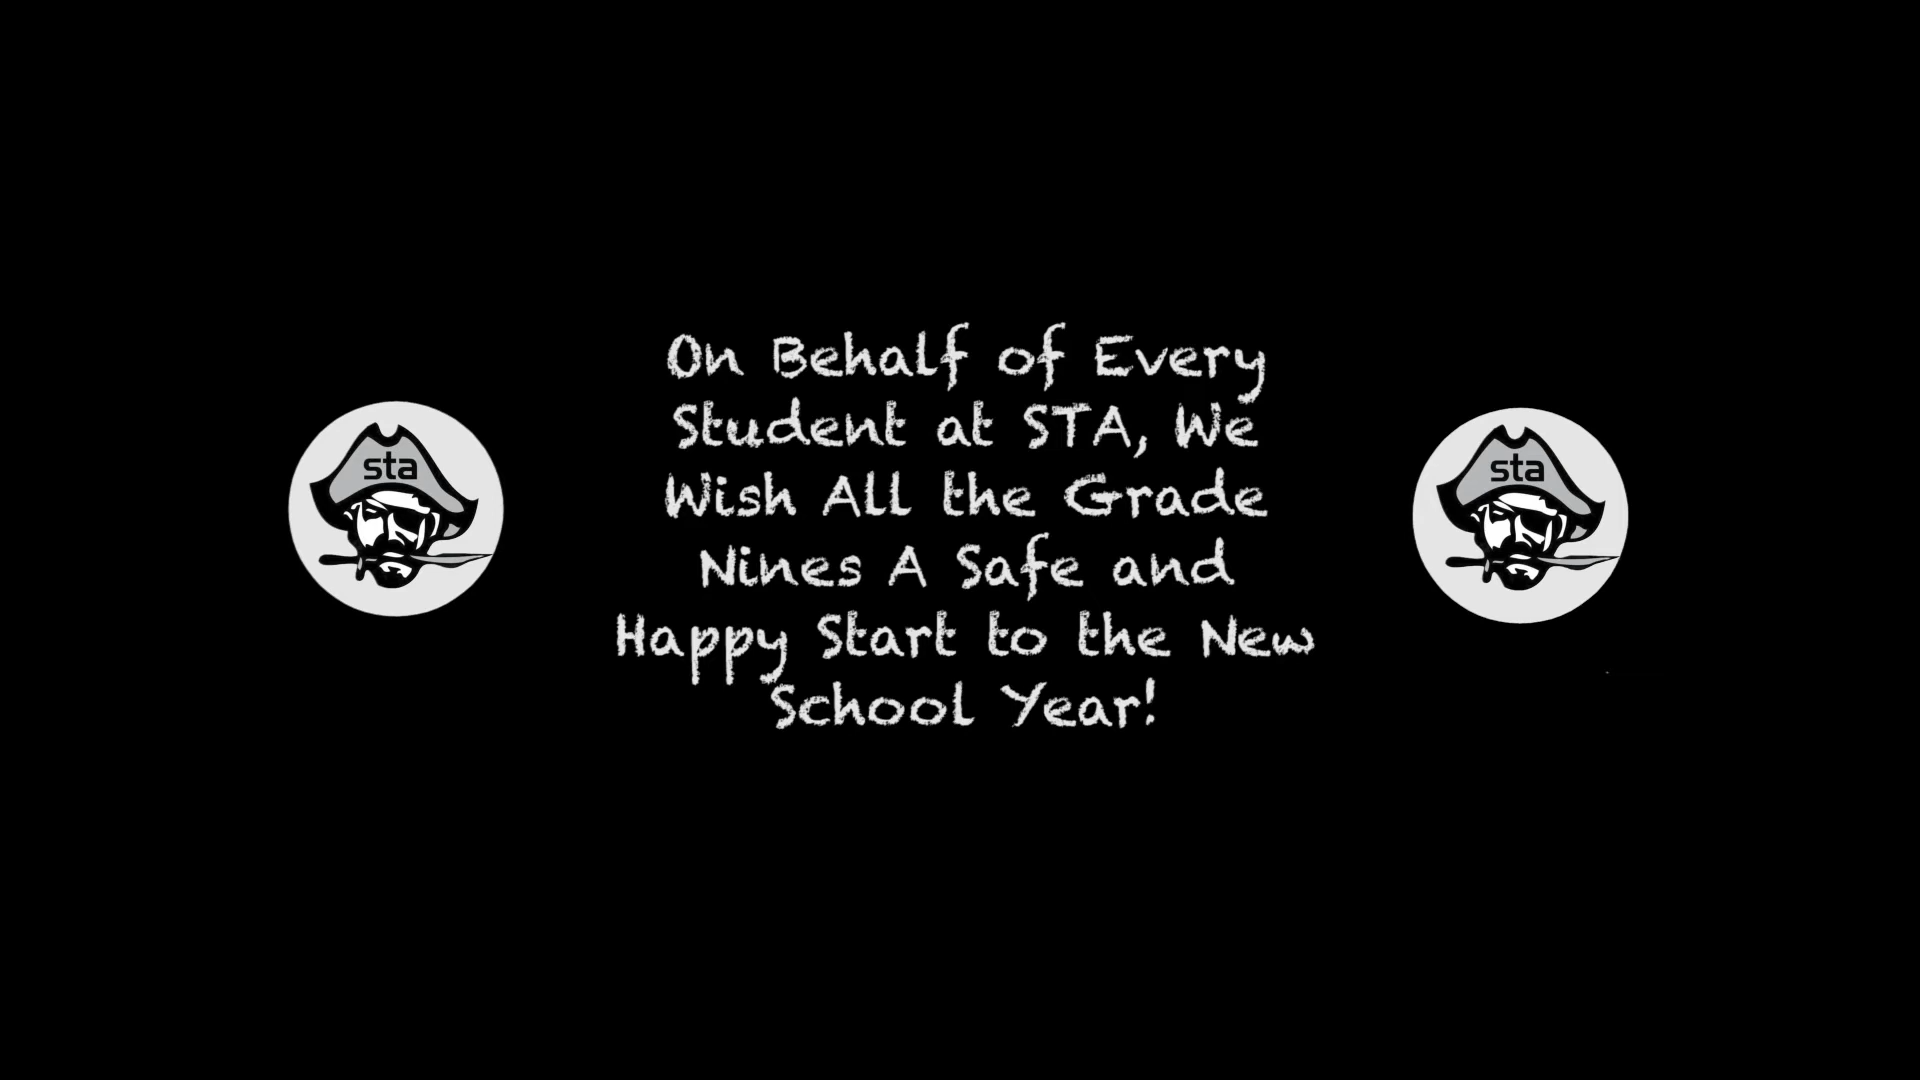 On Behalf of Every
Student at STA, We
Wish All the Grade
Nines A Safe and
Happy Start to the New
School Year!
sta
sta